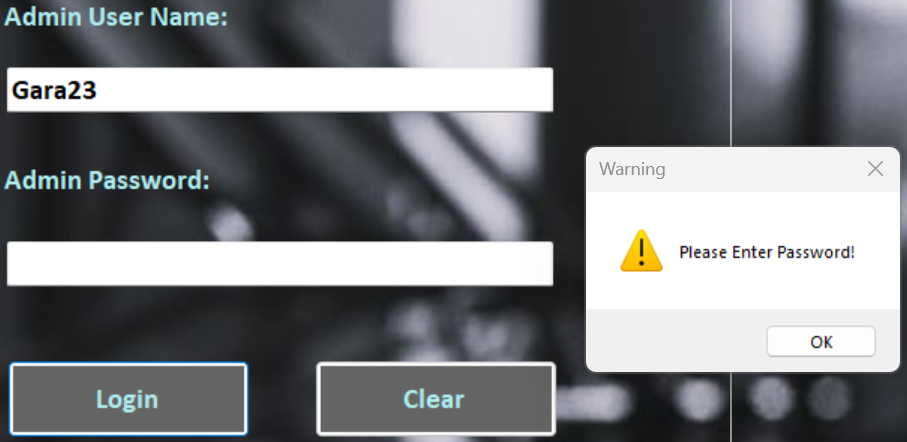 Admin User Name:
Gara23
Admin Password:
Login
Clear
Warning
Please Enter Password!
OK